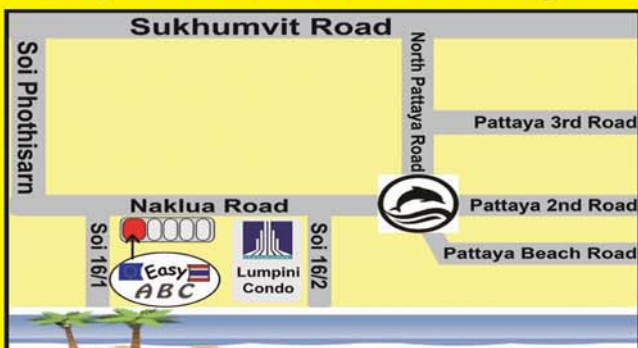 Sukhumvit Road
Soi Phothisarn
North Pattaya Road
Pattaya 3rd Road
Naklua Road
Pattaya 2nd Road
Pattaya Beach Road
Soi 16/1
Easy
ABC
Lumpini
Condo
Soi 16/2